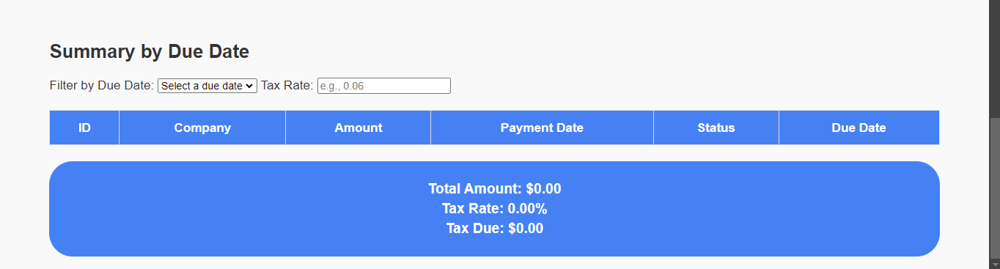 Summary by Due Date
Filter by Due Date: Select a due date Tax Rate: e.g., 0.06
ID Company Amount Payment Date Status Due Date
Total Amount: $0.00
Tax Rate: 0.00%
Tax Due: $0.00